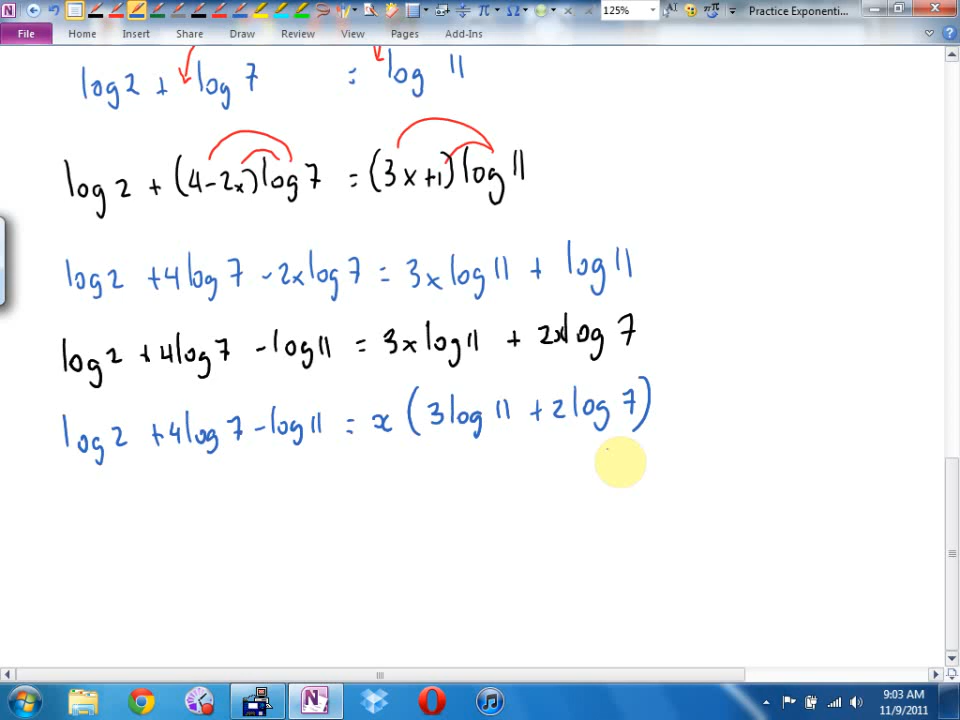 125%
Practice Exponenti...
File Home Insert Share Draw Review View Pages Add-Ins
log 2 + log 7 = log 11
log 2 + (4-2x) log 7 = (3x+1) log 11
log 2 + 4 log 7 - 2x log 7 = 3x log 11 + log 11
log 2 + 4 log 7 - log 11 = 3x log 11 + 2x log 7
log 2 + 4 log 7 - log 11 = x (3 log 11 + 2 log 7)
9:03 AM
11/9/2011